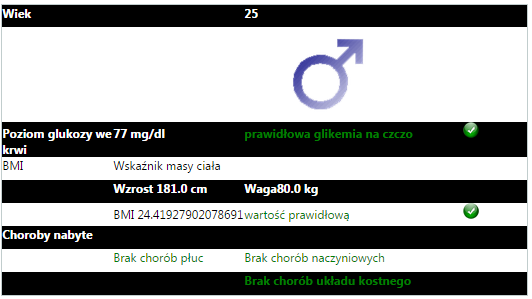 Wiek 25
Poziom glukozy we 77 mg/dl prawidłowa glikemia na czczo
krwi
BMI Wskaźnik masy ciała
Wzrost 181.0 cm Waga80.0 kg
BMI 24.41927902078691 wartość prawidłową
Choroby nabyte
Brak chorób płuc Brak chorób naczyniowych
Brak chorób układu kostnego